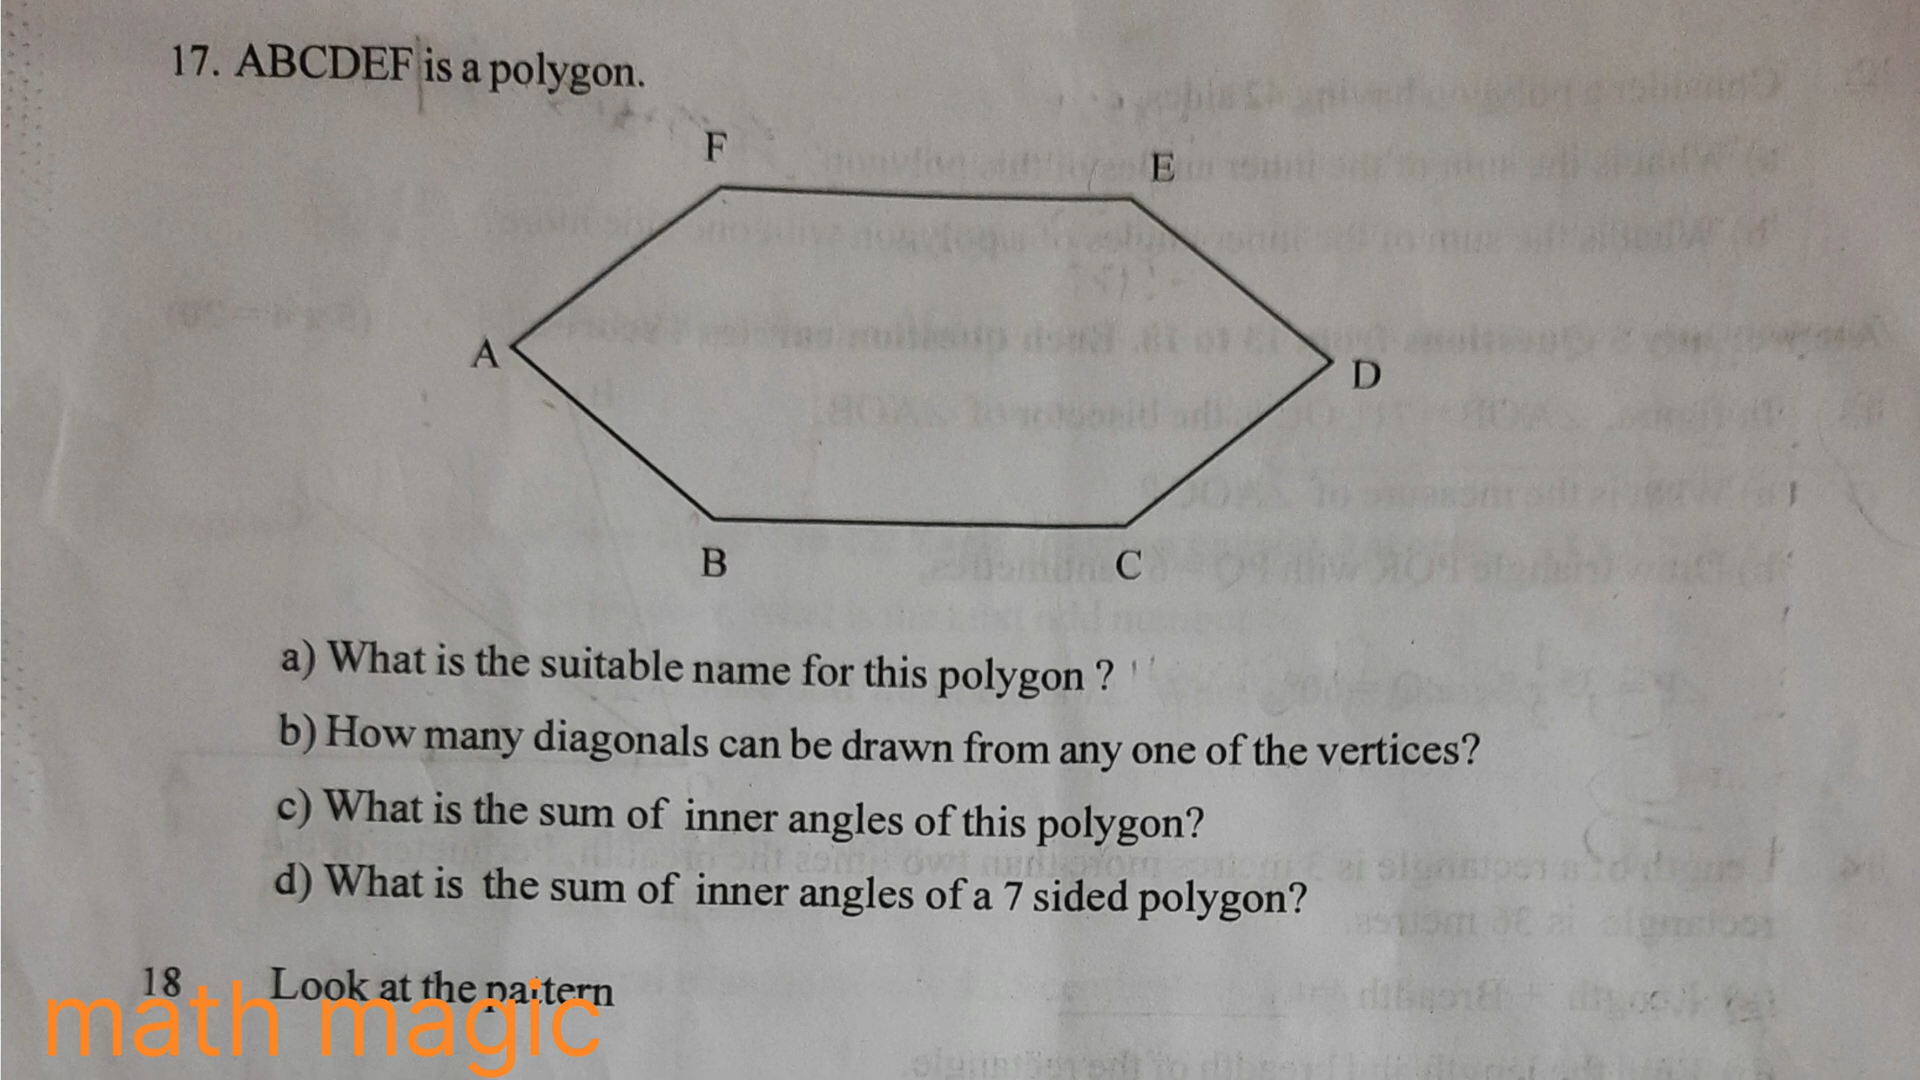 17. ABCDEF is a polygon.
F
E
A
D
B
C
a) What is the suitable name for this polygon ?
b) How many diagonals can be drawn from any one of the vertices?
c) What is the sum of inner angles of this polygon?
d) What is the sum of inner angles of a 7 sided polygon?
18 Look at the pattern
math magic